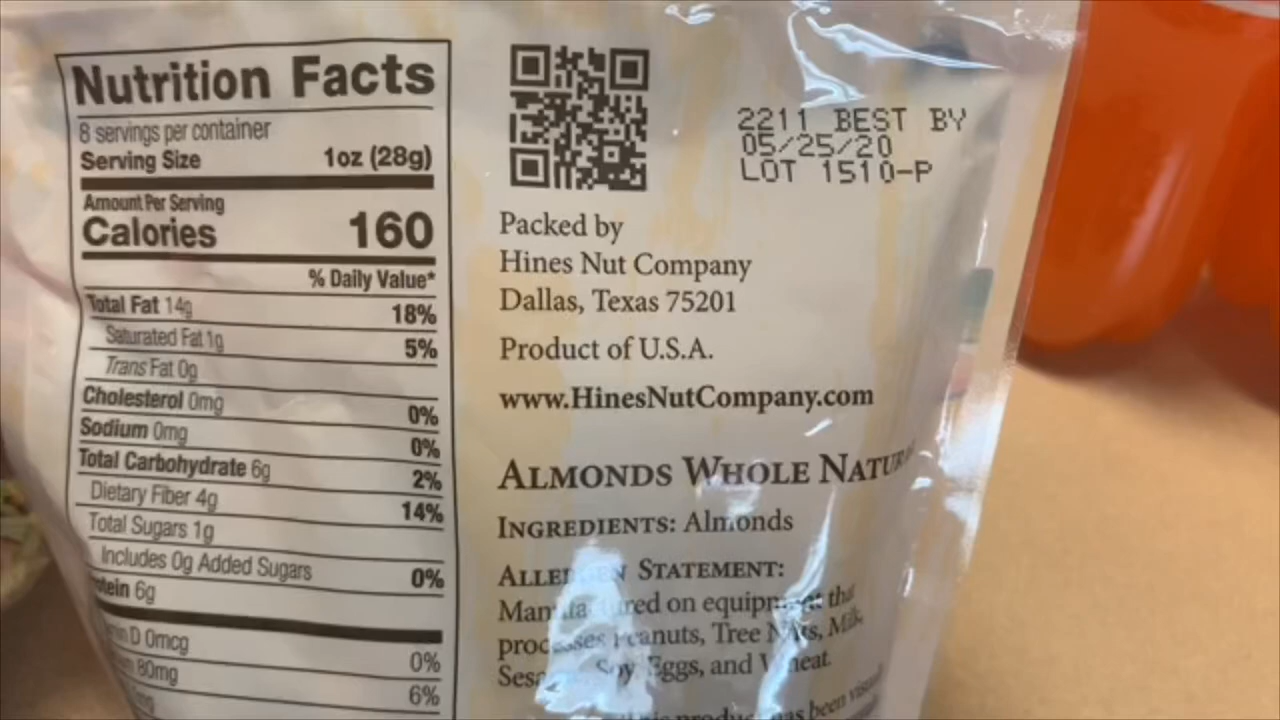 Nutrition Facts
8 servings per container
Serving Size 1oz (28g)
Amount Per Serving
Calories 160
% Daily Value*
Total Fat 14g 18%
Saturated Fat 1g 5%
Trans Fat 0g
Cholesterol 0mg 0%
Sodium 0mg 0%
Total Carbohydrate 6g 2%
Dietary Fiber 4g 14%
Total Sugars 1g
Includes 0g Added Sugars 0%
6g
D 0mcg 0%
80mg 6%
2211 BEST BY
05/25/20
LOT 1510-P
Packed by
Hines Nut Company
Dallas, Texas 75201
Product of U.S.A.
www.HinesNutCompany.com
ALMONDS WHOLE
INGREDIENTS: Almonds
ALLERGEN STATEMENT:
Manufactured on equipment that
processes Peanuts, Tree Nuts, Milk,
Soy, Eggs, and Wheat.
product has been